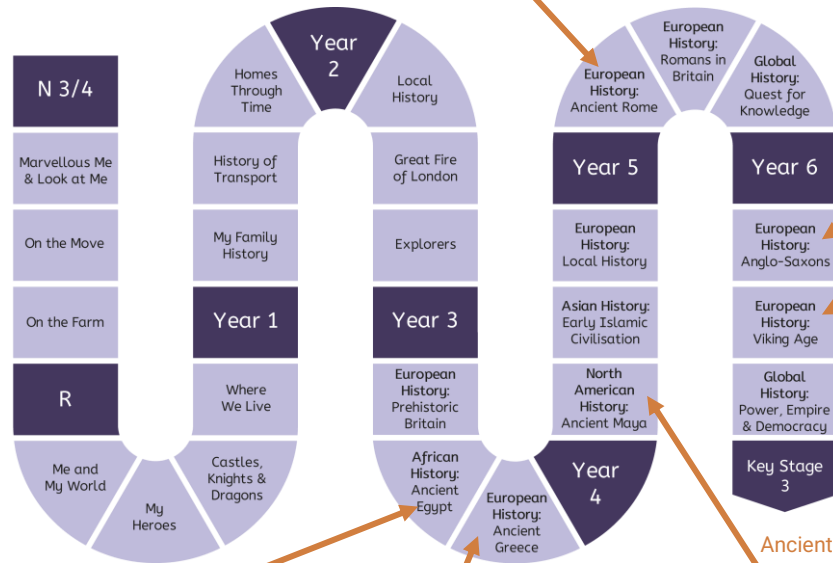 N 3/4
Marvellous Me
& Look at Me
On the Move
On the Farm
R
Me and
My World
My
Heroes
Castles,
Knights &
Dragons
Where
We Live
Year 1
My Family
History
History of
Transport
Homes
Through
Time
Year
2
Local
History
Great Fire
of London
Explorers
Year 3
European
History:
Prehistoric
Britain
African
History:
Ancient
Egypt
European
History:
Ancient
Greece
Year
4
North
American
History:
Ancient Maya
Asian History:
Early Islamic
Civilisation
European
History:
Local History
Year 5
European
History:
Ancient Rome
European
History:
Romans in
Britain
Global
History:
Quest for
Knowledge
Year 6
European
History:
Anglo-Saxons
European
History:
Viking Age
Global
History:
Power, Empire
& Democracy
Key Stage
3
Ancient